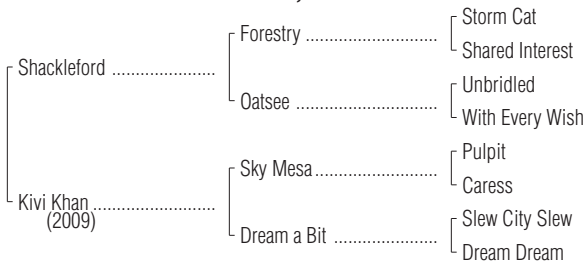 Storm Cat
Forestry ....................................
Shared Interest
Shackleford ............................
Unbridled
Oatsee ......................................
With Every Wish
Pulpit
Sky Mesa ..................................
Caress
Kivi Khan .................................
(2009)
Slew City Slew
Dream a Bit ............................
Dream Dream